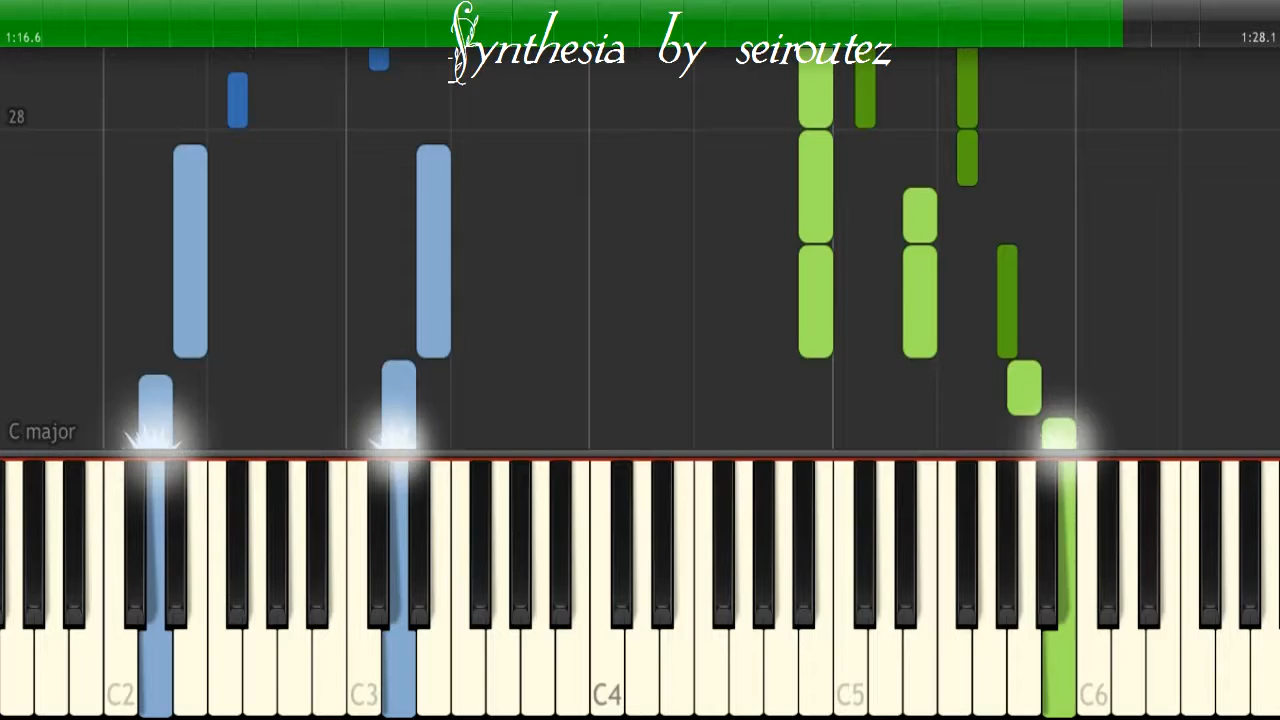 Synthesia by seiroutez
1:16.6
1:28.1
28
C major
C2
C3
C4
C5
C6